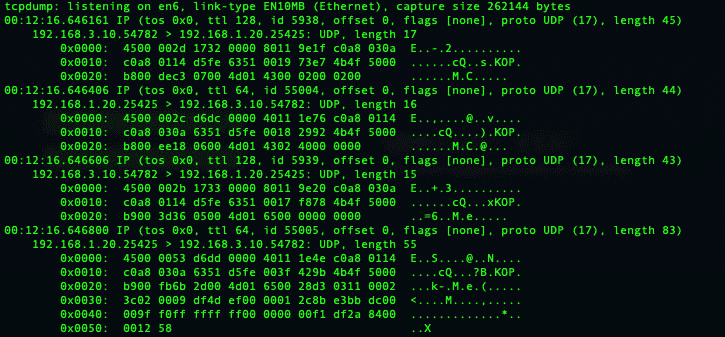 tcpdump: listening on en6, link-type EN10MB (Ethernet), capture size 262144 bytes
00:12:16.646161 IP (tos 0x0, ttl 128, id 5938, offset 0, flags [none], proto UDP (17), length 45)
192.168.3.10.54782 > 192.168.1.20.25425: UDP, length 17
0x0000: 4500 002d 1732 0000 8011 9e1f c0a8 030a E..-.2..........
0x0010: c0a8 0114 d5fe 6351 0019 73e7 4b4f 5000 ......cQ..s.KOP.
0x0020: b800 dec3 0700 4d01 4300 0200 0200 ......M.C.....
00:12:16.646406 IP (tos 0x0, ttl 64, id 55004, offset 0, flags [none], proto UDP (17), length 44)
192.168.1.20.25425 > 192.168.3.10.54782: UDP, length 16
0x0000: 4500 002c d6dc 0000 4011 1e76 c0a8 0114 E..,....@..v....
0x0010: c0a8 030a 6351 d5fe 0018 2992 4b4f 5000 ....cQ....).KOP.
0x0020: b800 ee18 0600 4d01 4302 4000 0000 ......M.C.@...
00:12:16.646606 IP (tos 0x0, ttl 128, id 5939, offset 0, flags [none], proto UDP (17), length 43)
192.168.3.10.54782 > 192.168.1.20.25425: UDP, length 15
0x0000: 4500 002b 1733 0000 8011 9e20 c0a8 030a E..+.3..........
0x0010: c0a8 0114 d5fe 6351 0017 f878 4b4f 5000 ......cQ...xKOP.
0x0020: b900 3d36 0500 4d01 6500 0000 0000 ..=6..M.e.....
00:12:16.646800 IP (tos 0x0, ttl 64, id 55005, offset 0, flags [none], proto UDP (17), length 83)
192.168.1.20.25425 > 192.168.3.10.54782: UDP, length 55
0x0000: 4500 0053 d6dd 0000 4011 1e4e c0a8 0114 E..S....@..N....
0x0010: c0a8 030a 6351 d5fe 003f 429b 4b4f 5000 ....cQ...?B.KOP.
0x0020: b900 fb6b 2d00 4d01 6500 28d3 0311 0002 ...k-.M.e.(.....
0x0030: 3c02 0009 df4d ef00 0001 2c8b e3bb dc00 <....M....,.....
0x0040: 009f f0ff ffff ff00 0000 00f1 df2a 8400 .............*..
0x0050: 0012 58 ..X